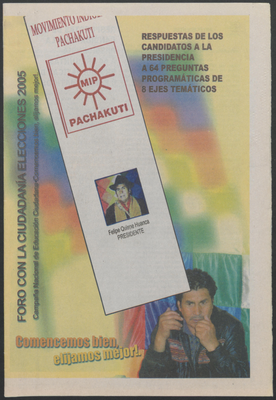 MOVIMIENTO INDIGENA
PACHAKUTI
MIP
PACHAKUTI
Felipe Quispe Huanca
PRESIDENTE
RESPUESTAS DE LOS
CANDIDATOS A LA
PRESIDENCIA
A 64 PREGUNTAS
PROGRAMÁTICAS DE
8 EJES TEMÁTICOS
FORO CON LA CIUDADANÍA ELECCIONES 2005
Campaña Nacional de Educación Ciudadana
Comencemos bien,
elijamos mejor!.